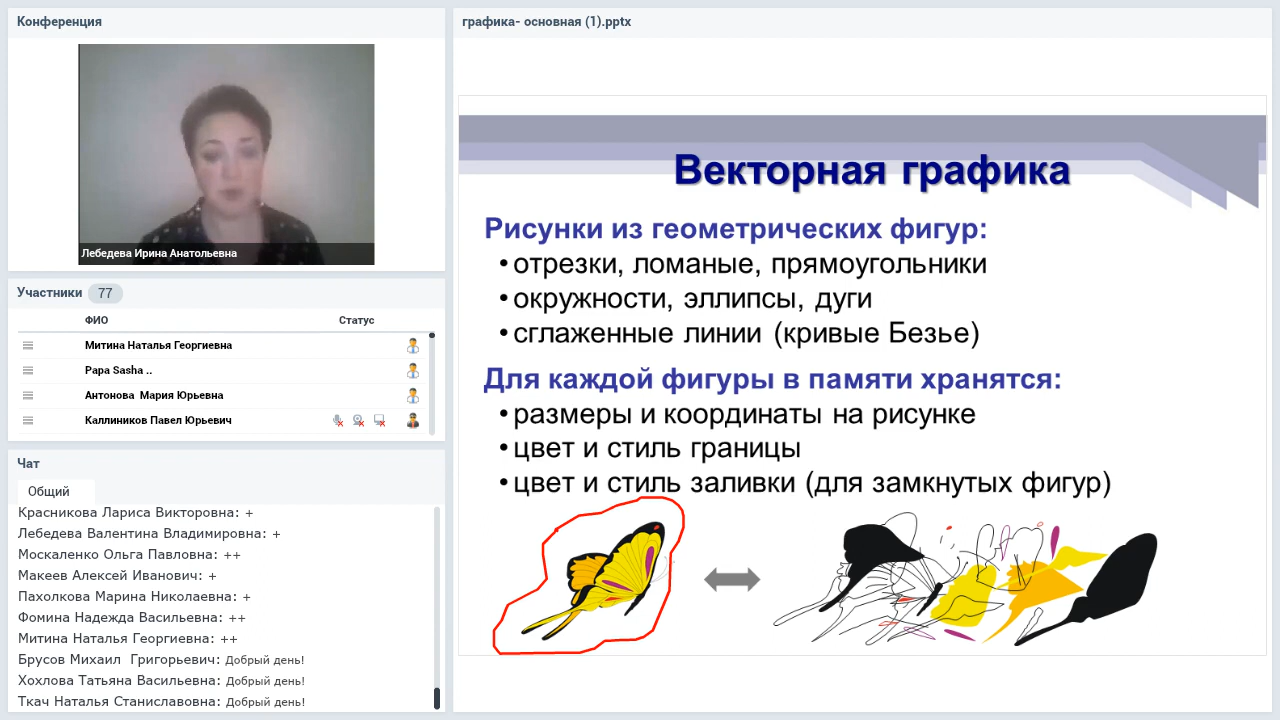 Конференция
Лебедева Ирина Анатольевна
Участники 77
ФИО Статус
Митина Наталья Георгиевна
Papa Sasha ..
Антонова Мария Юрьевна
Каллиников Павел Юрьевич
Чат
Общий
Красникова Лариса Викторовна: +
Лебедева Валентина Владимировна: +
Москаленко Ольга Павловна: ++
Макеев Алексей Иванович: +
Пахолкова Марина Николаевна: +
Фомина Надежда Васильевна: ++
Митина Наталья Георгиевна: ++
Брусов Михаил Григорьевич: Добрый день!
Хохлова Татьяна Васильевна: Добрый день!
Ткач Наталья Станиславовна: Добрый день!
графика- основная (1).pptx
Векторная графика
Рисунки из геометрических фигур:
•отрезки, ломаные, прямоугольники
•окружности, эллипсы, дуги
•сглаженные линии (кривые Безье)
Для каждой фигуры в памяти хранятся:
•размеры и координаты на рисунке
•цвет и стиль границы
•цвет и стиль заливки (для замкнутых фигур)